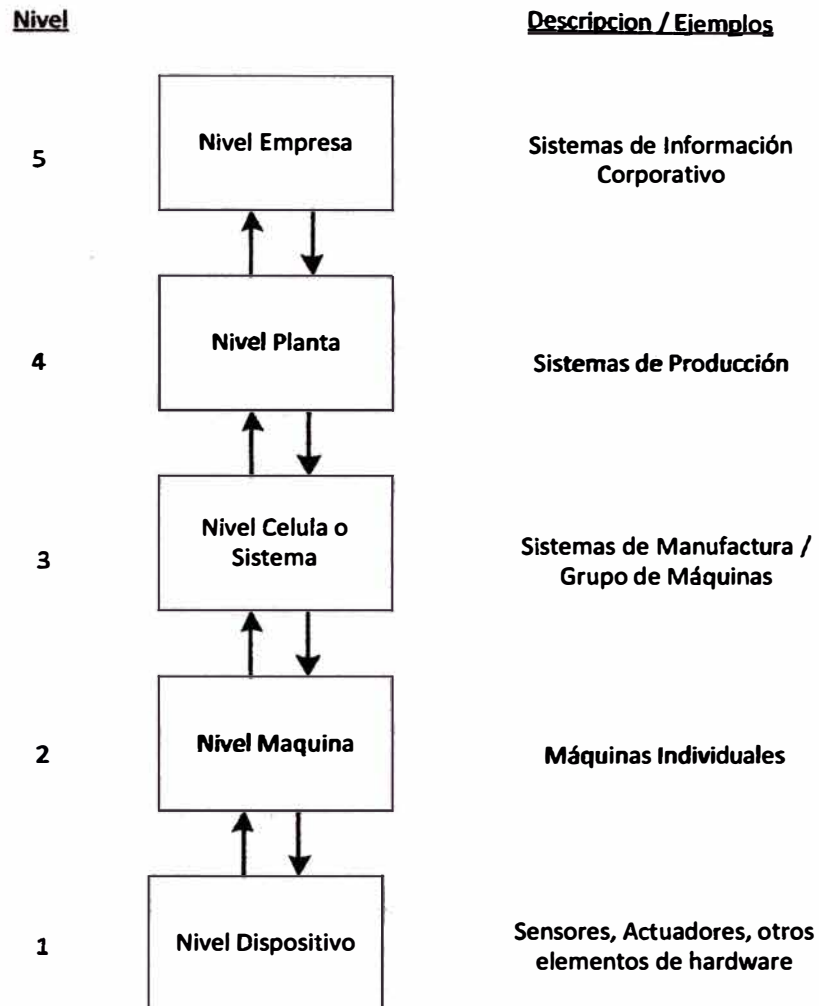 Nivel
Descripcion / Ejemplos
5
Nivel Empresa
Sistemas de Información
Corporativo
4
Nivel Planta
Sistemas de Producción
3
Nivel Celula o
Sistema
Sistemas de Manufactura /
Grupo de Máquinas
2
Nivel Maquina
Máquinas Individuales
1
Nivel Dispositivo
Sensores, Actuadores, otros
elementos de hardware